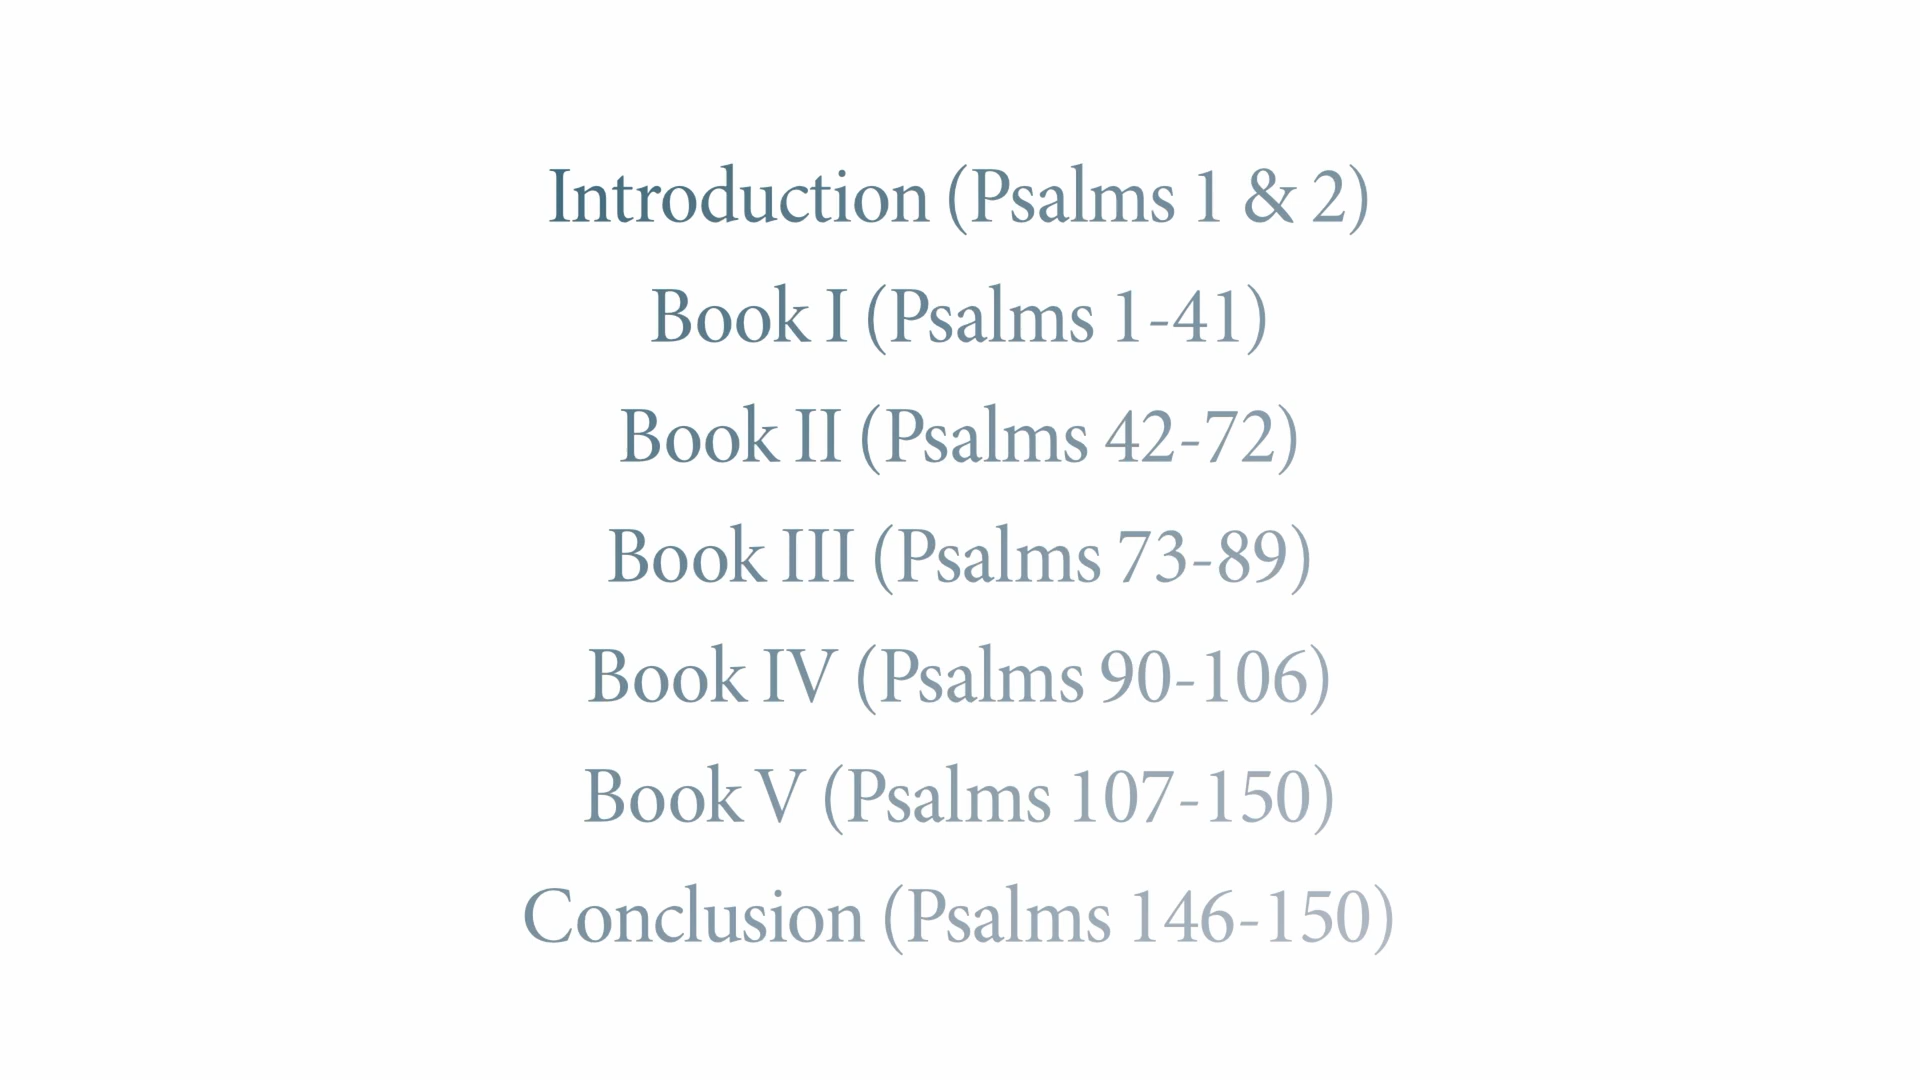 Introduction (Psalms 1 & 2)
Book I (Psalms 1-41)
Book II (Psalms 42-72)
Book III (Psalms 73-89)
Book IV (Psalms 90-106)
Book V (Psalms 107-150)
Conclusion (Psalms 146-150)